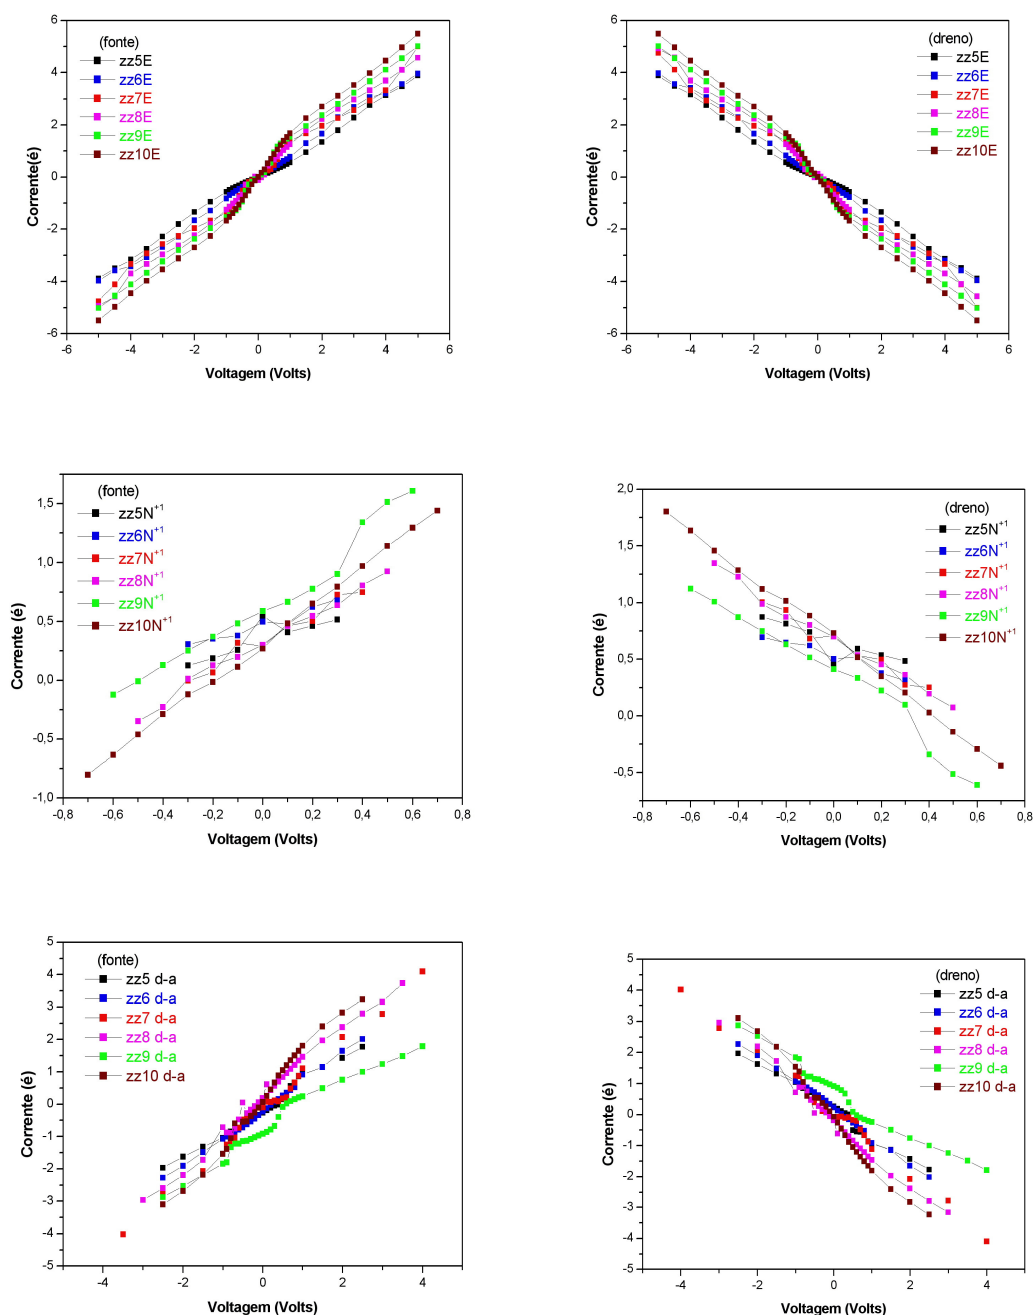 (fonte)
zz5E
zz6E
zz7E
zz8E
zz9E
zz10E
6
4
2
0
-2
-4
-6
-6
-4
-2
0
2
4
6
Corrente(é)
Voltagem (Volts)
(dreno)
zz5E
zz6E
zz7E
zz8E
zz9E
zz10E
6
4
2
0
-2
-4
-6
-6
-4
-2
0
2
4
6
Corrente (é)
Voltagem (Volts)
(fonte)
zz5N+1
zz6N+1
zz7N+1
zz8N+1
zz9N+1
zz10N+1
1,5
1,0
0,5
0,0
-0,5
-1,0
-0,8
-0,6
-0,4
-0,2
0,0
0,2
0,4
0,6
0,8
Corrente (é)
Voltagem (Volts)
(dreno)
zz5N+1
zz6N+1
zz7N+1
zz8N+1
zz9N+1
zz10N+1
2,0
1,5
1,0
0,5
0,0
-0,5
-0,8
-0,6
-0,4
-0,2
0,0
0,2
0,4
0,6
0,8
Corrente (é)
Voltagem (Volts)
(fonte)
zz5 d-a
zz6 d-a
zz7 d-a
zz8 d-a
zz9 d-a
zz10 d-a
5
4
3
2
1
0
-1
-2
-3
-4
-5
-4
-2
0
2
4
Corrente (é)
Voltagem (Volts)
(dreno)
zz5 d-a
zz6 d-a
zz7 d-a
zz8 d-a
zz9 d-a
zz10 d-a
5
4
3
2
1
0
-1
-2
-3
-4
-5
-4
-2
0
2
4
Corrente (é)
Voltagem (Volts)